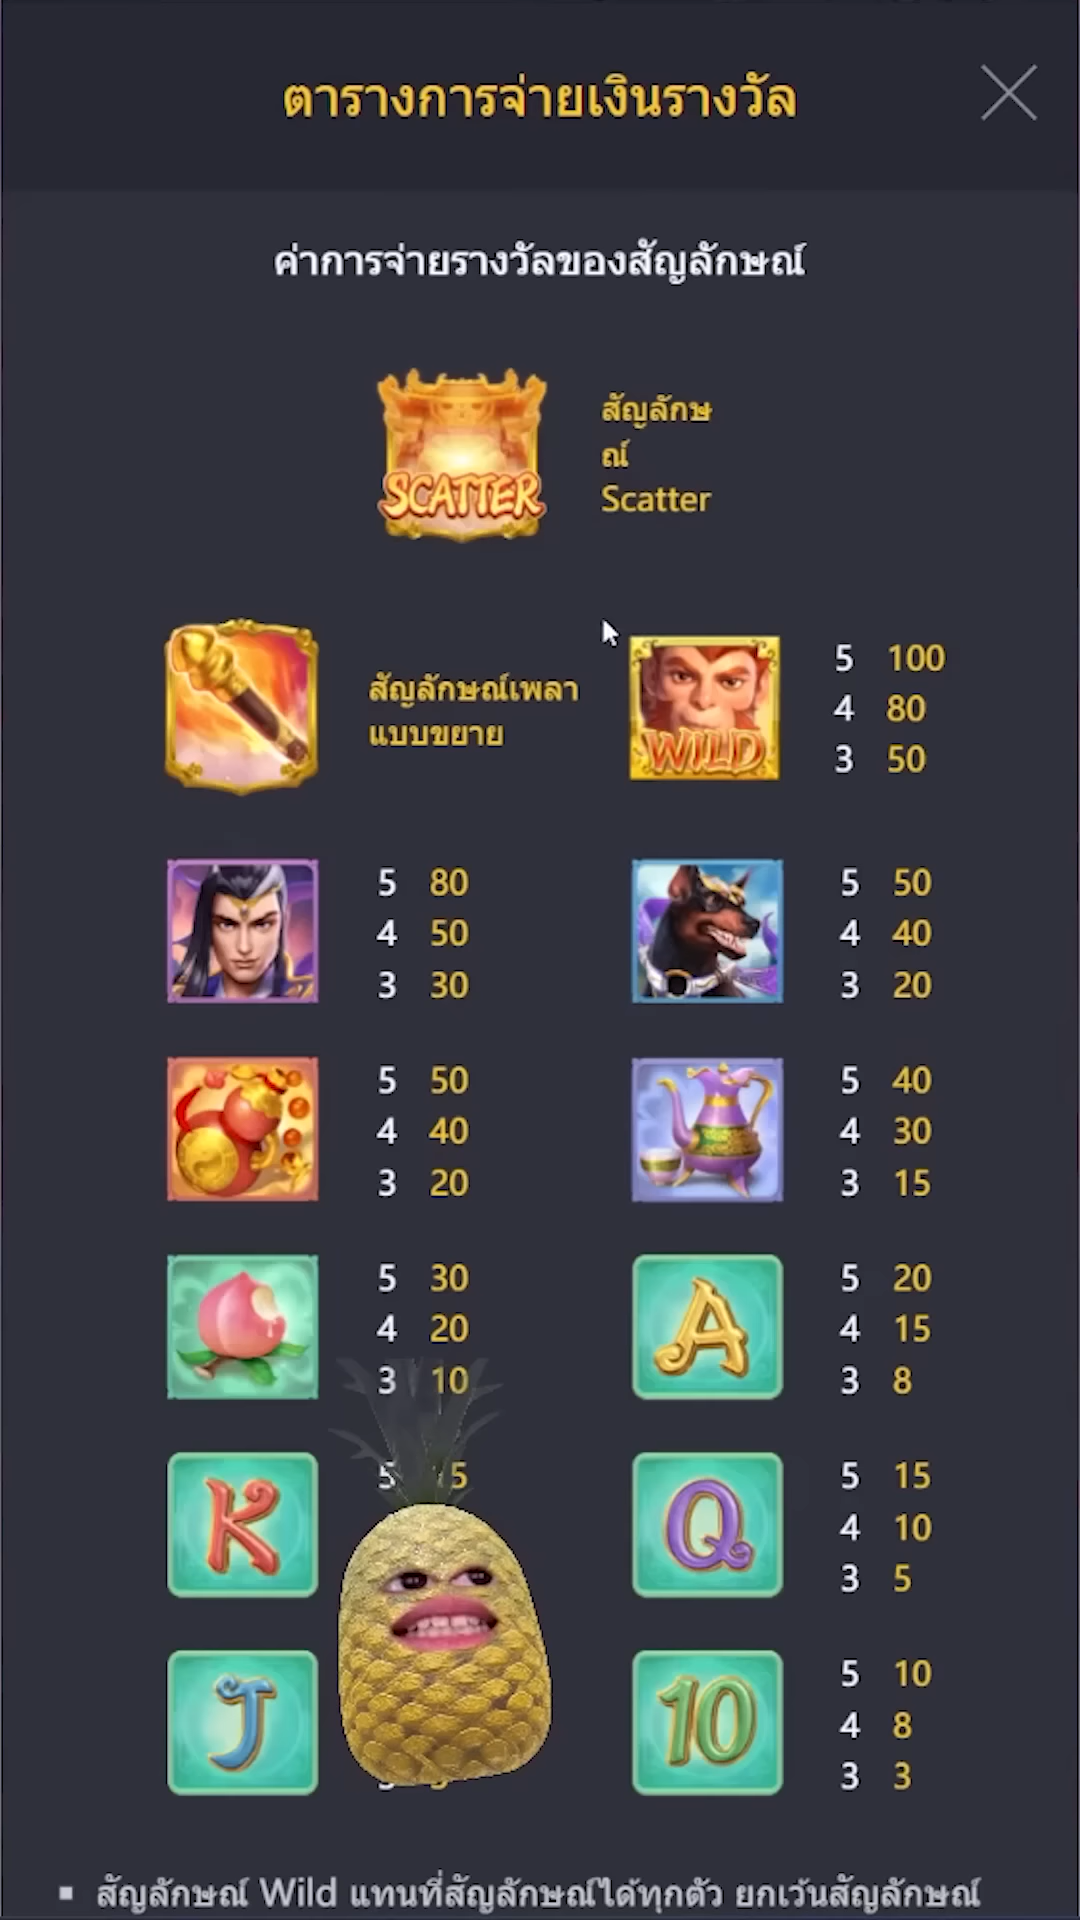 ตารางการจ่ายเงินรางวัล
ค่าการจ่ายรางวัลของสัญลักษณ์
SCATTER
สัญลักษ
ณ์
Scatter
สัญลักษณ์เพลา
แบบขยาย
WILD
5 100
4 80
3 50
5 80
4 50
3 30
5 50
4 40
3 20
5 50
4 40
3 20
5 40
4 30
3 15
5 30
4 20
3 10
A
5 20
4 15
3 8
K
Q
5 15
4 10
3 5
J
10
5 10
4 8
3 3
▪ สัญลักษณ์ Wild แทนที่สัญลักษณ์ได้ทุกตัว ยกเว้นสัญลักษณ์